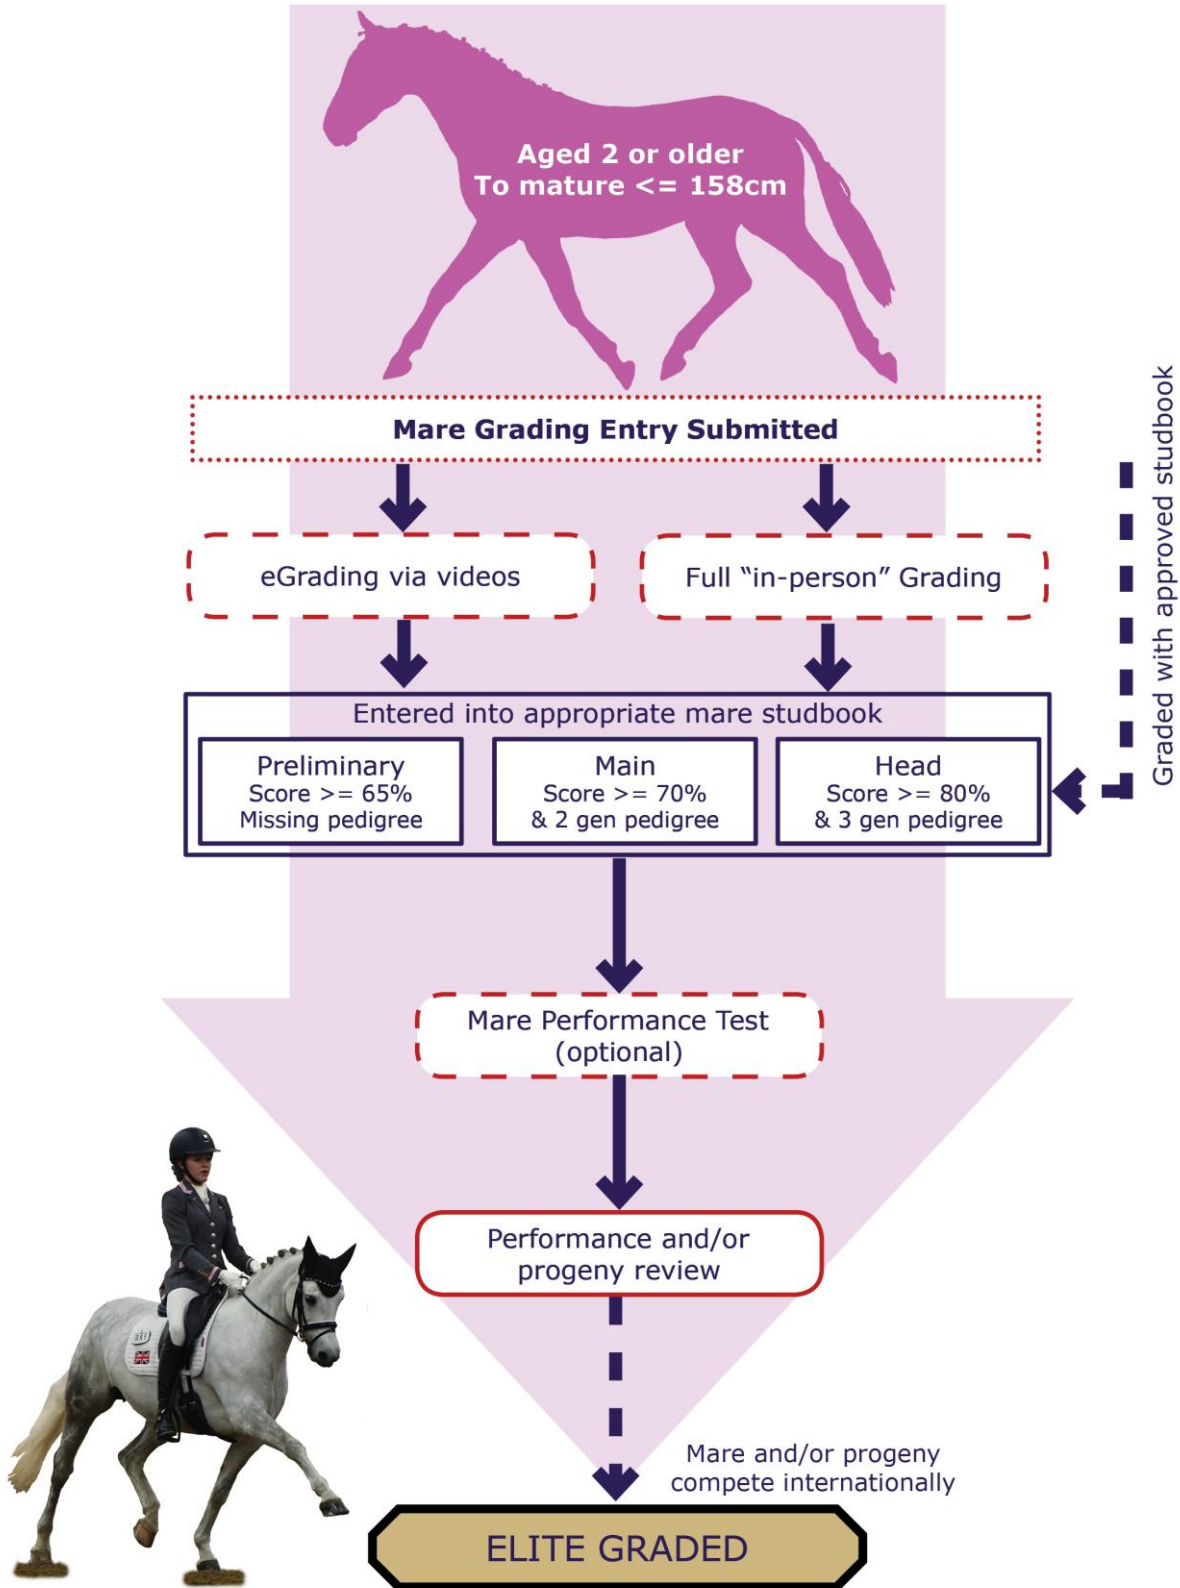 Aged 2 or older
To mature <= 158cm
Mare Grading Entry Submitted
Graded with approved studbook
eGrading via videos
Full “in-person” Grading
Entered into appropriate mare studbook
Preliminary
Score >= 65%
Missing pedigree
Main
Score >= 70%
& 2 gen pedigree
Head
Score >= 80%
& 3 gen pedigree
Mare Performance Test
(optional)
Performance and/or
progeny review
Mare and/or progeny
compete internationally
ELITE GRADED